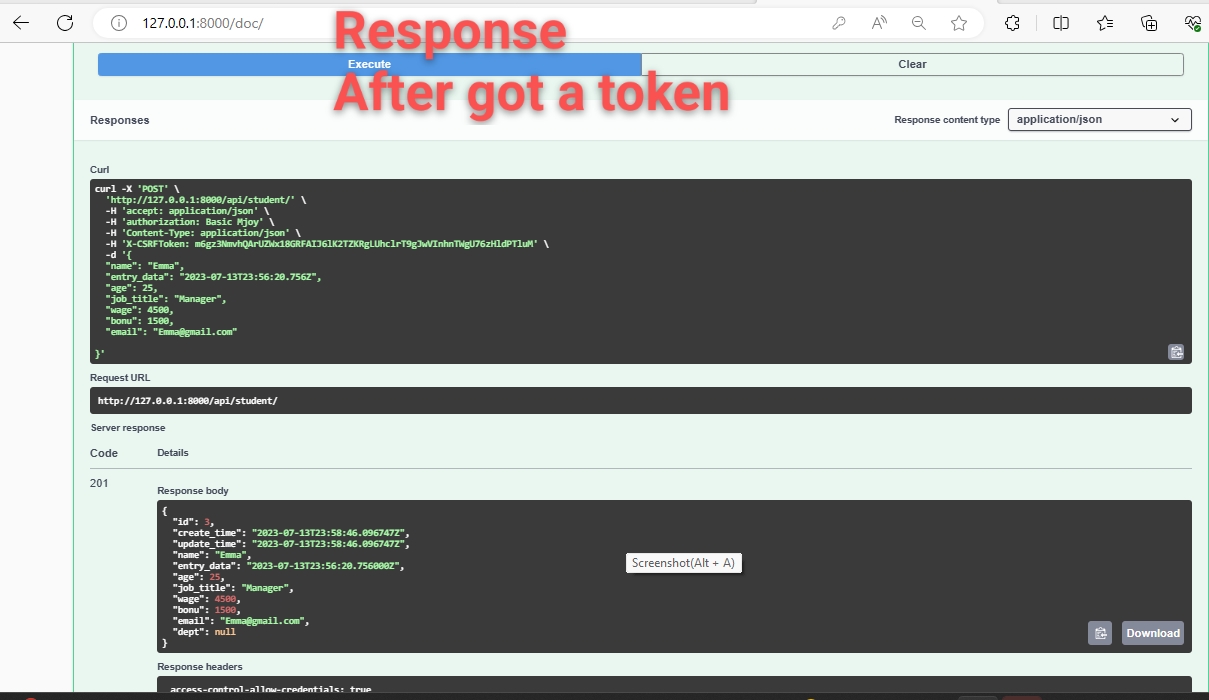 127.0.0.1:8000/doc/
Response
Execute
Clear
After got a token
Responses
Response content type
application/json
Curl
curl -X 'POST' \
'http://127.0.0.1:8000/api/student/' \
-H 'accept: application/json' \
-H 'authorization: Basic Mjoy' \
-H 'Content-Type: application/json' \
-H 'X-CSRFToken: m6gz3NmvhQArUZWx18GRFAIJ6lK2TZKRgLUhclrT9gJwVInhnTWgU76zHldPTluM' \
-d '{
"name": "Emma",
"entry_data": "2023-07-13T23:56:20.756Z",
"age": 25,
"job_title": "Manager",
"wage": 4500,
"bonu": 1500,
"email": "Emma@gmail.com"
}'
Request URL
http://127.0.0.1:8000/api/student/
Server response
Code
Details
201
Response body
{
"id": 3,
"create_time": "2023-07-13T23:58:46.096747Z",
"update_time": "2023-07-13T23:58:46.096747Z",
"name": "Emma",
"entry_data": "2023-07-13T23:56:20.756000Z",
"age": 25,
"job_title": "Manager",
"wage": 4500,
"bonu": 1500,
"email": "Emma@gmail.com",
"dept": null
}
Screenshot(Alt + A)
Download
Response headers
access-control-allow-credentials: true